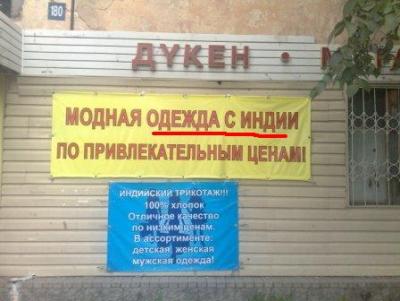 180
ДҮКЕН •
МОДНАЯ ОДЕЖДА С ИНДИИ
ПО ПРИВЛЕКАТЕЛЬНЫМ ЦЕНАМ!
ИНДИЙСКИЙ ТРИКОТАЖ!!!
100% хлопок
Отличное качество
по низким ценам.
В ассортименте:
детская женская
мужская одежда!